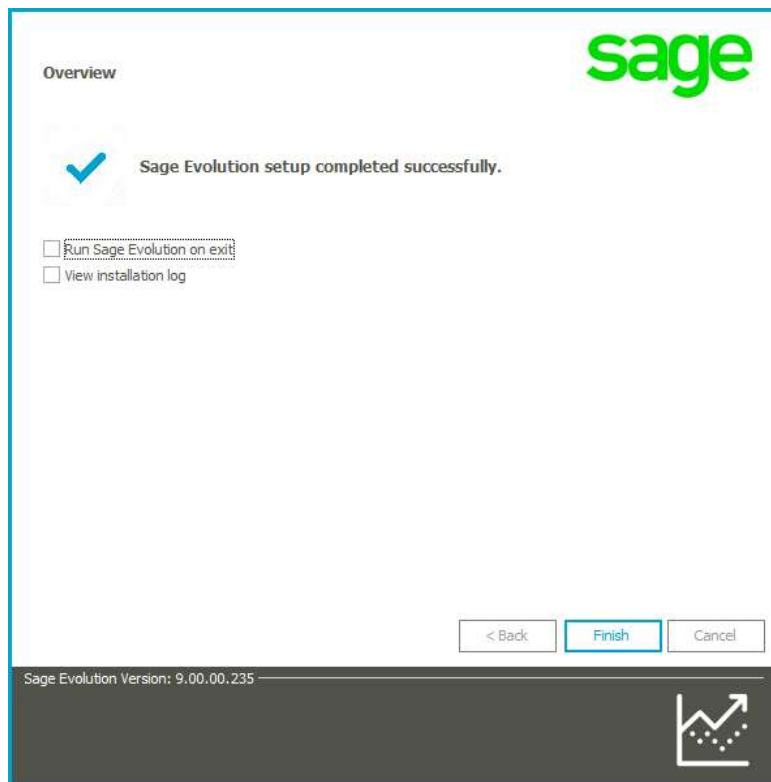 sage
Overview
Sage Evolution setup completed successfully.
Run Sage Evolution on exit
View installation log
< Back
Finish
Cancel
Sage Evolution Version: 9.00.00.235